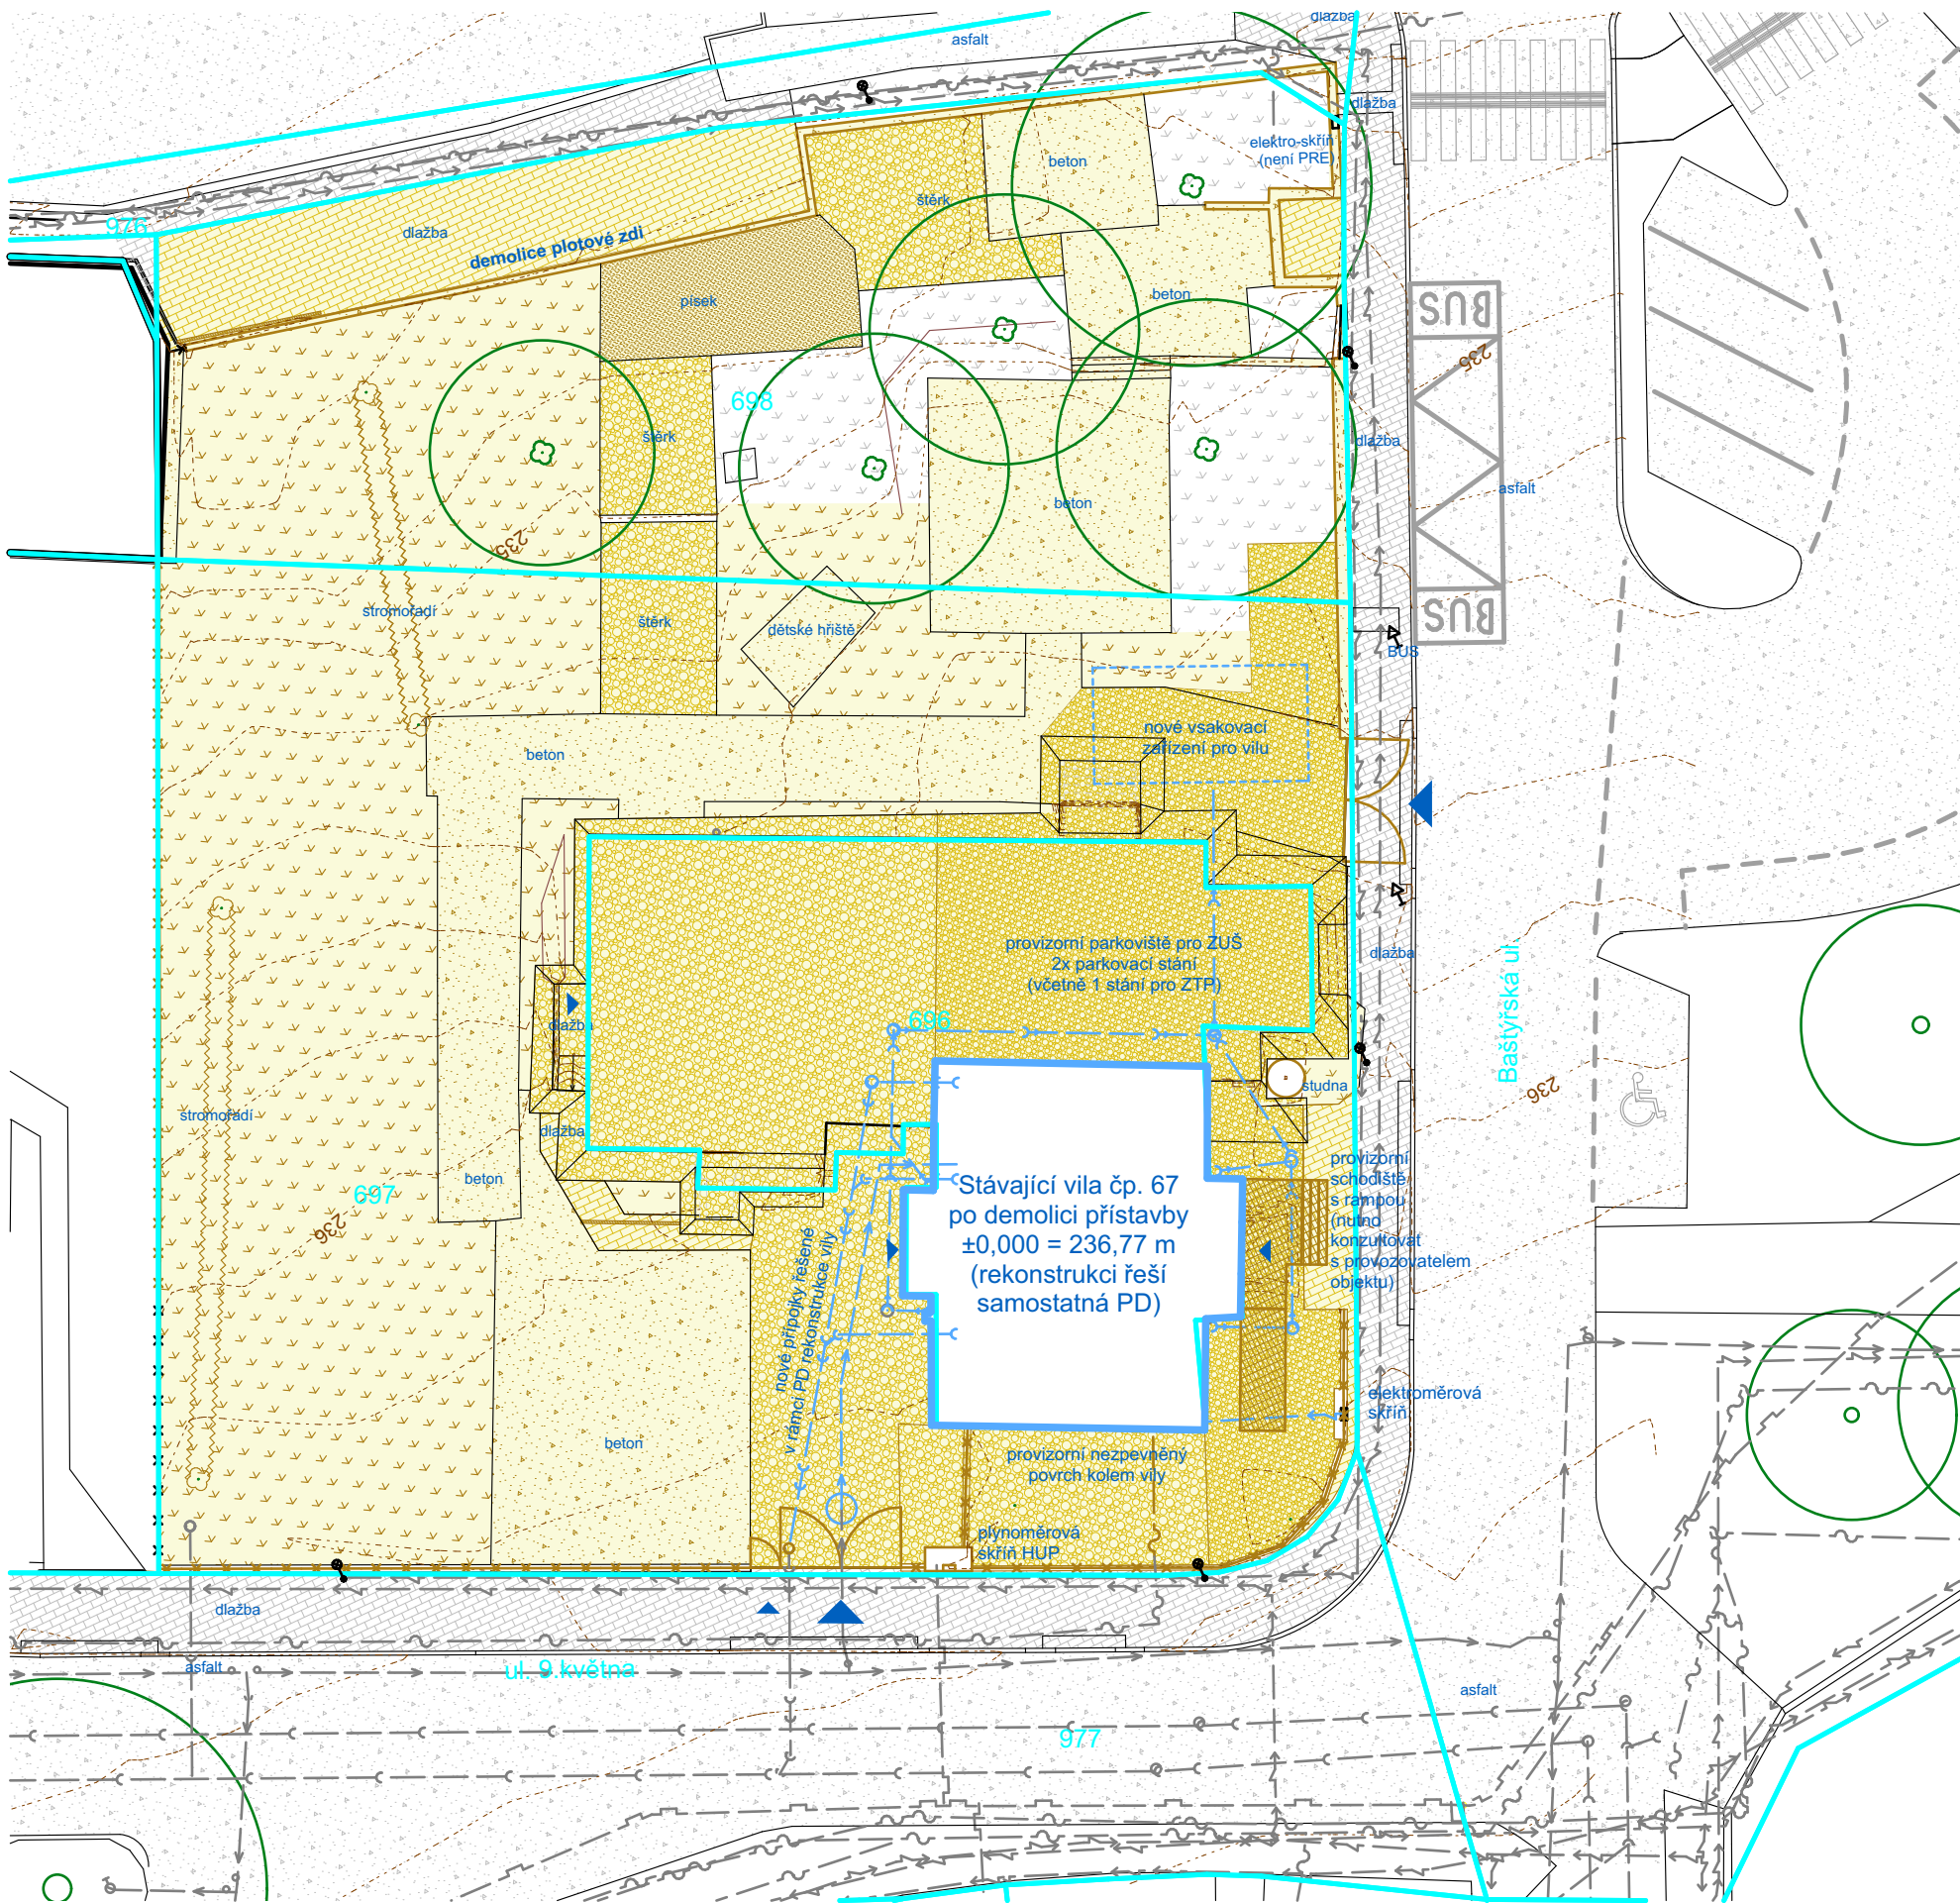 dlažba
asfalt
dlažba
elektro-skříň
(není PRE)
beton
štěrk
976
dlažba
demolice plotové zdi
písek
beton
BUS
235
698
štěrk
dlažba
asfalt
beton
235
stromořadí
štěrk
dětské hřiště
BUS
BUS
nové vsakovací
zařízení pro vilu
beton
provizorní parkoviště pro ZUŠ
2x parkovací stání
(včetně 1 stání pro ZTP)
dlažba
Baštýřská ul
696
dlažba
studna
236
stromořadí
dlažba
beton
697
236
Stávající vila čp. 67
po demolici přístavby
±0,000 = 236,77 m
(rekonstrukci řeší
samostatná PD)
provizorní
schodiště
s rampou
(nutno
konzultovat
s provozovatelem
objektu)
nové přípojky řešené
v rámci PD rekonstrukce vily
elektroměrová
skříň
beton
provizorní nezpevněný
povrch kolem vily
plynoměrová
skříň HUP
dlažba
asfalt
ul. 9.května
asfalt
977